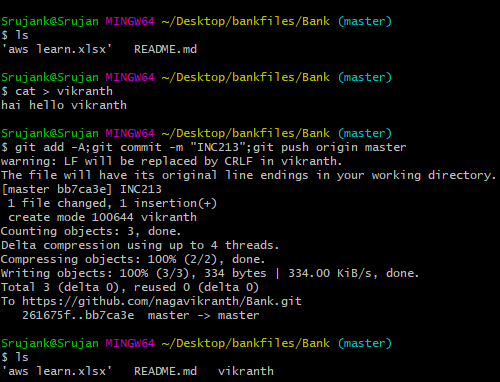 Srujank@Srujan MINGW64 ~/Desktop/bankfiles/Bank (master)
$ ls
'aws learn.xlsx'   README.md
Srujank@Srujan MINGW64 ~/Desktop/bankfiles/Bank (master)
$ cat > vikranth
hai hello vikranth
Srujank@Srujan MINGW64 ~/Desktop/bankfiles/Bank (master)
$ git add -A;git commit -m "INC213";git push origin master
warning: LF will be replaced by CRLF in vikranth.
The file will have its original line endings in your working directory.
[master bb7ca3e] INC213
 1 file changed, 1 insertion(+)
 create mode 100644 vikranth
Counting objects: 3, done.
Delta compression using up to 4 threads.
Compressing objects: 100% (2/2), done.
Writing objects: 100% (3/3), 334 bytes | 334.00 KiB/s, done.
Total 3 (delta 0), reused 0 (delta 0)
To https://github.com/nagavikranth/Bank.git
   261675f..bb7ca3e  master -> master
Srujank@Srujan MINGW64 ~/Desktop/bankfiles/Bank (master)
$ ls
'aws learn.xlsx'   README.md   vikranth